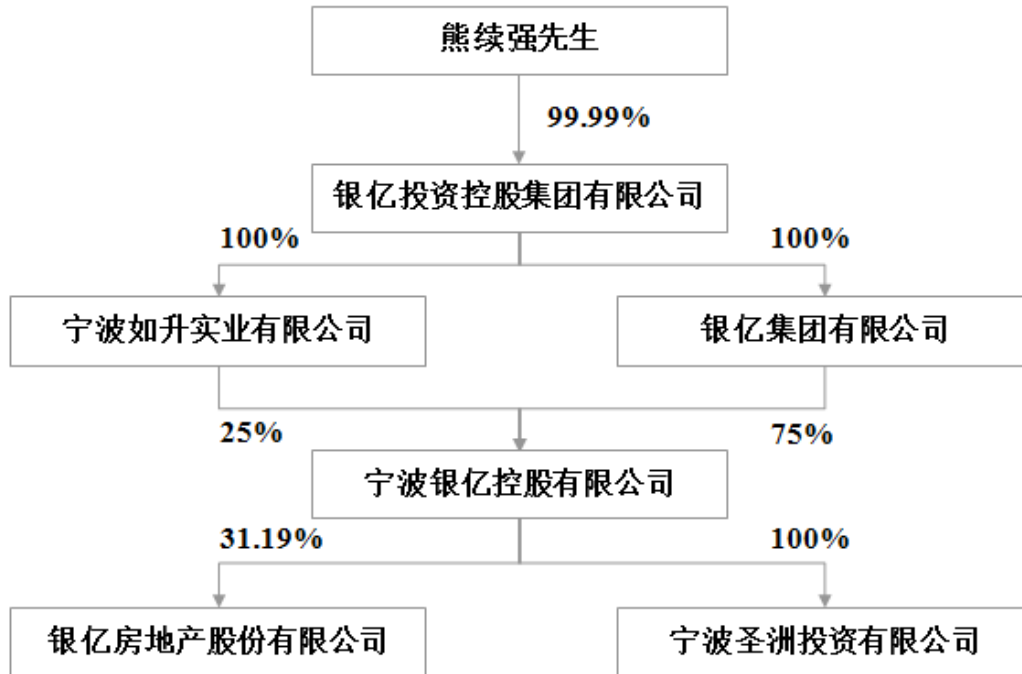 熊续强先生
99.99%
银亿投资控股集团有限公司
100%
100%
宁波如升实业有限公司
银亿集团有限公司
25%
75%
宁波银亿控股有限公司
31.19%
100%
银亿房地产股份有限公司
宁波圣洲投资有限公司